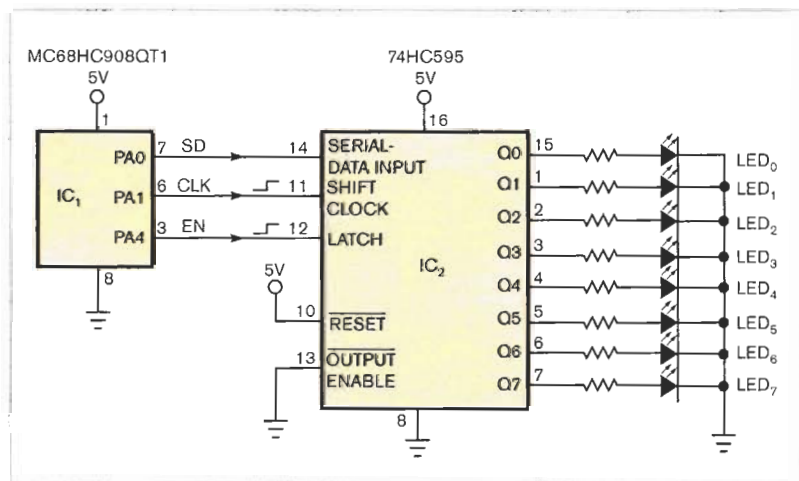 MC68HC908QT1
5V
1
IC1
PA0
7 SD
PA1
6 CLK
PA4
3 EN
8
74HC595
5V
16
14 SERIAL-
DATA INPUT
11 SHIFT
CLOCK
12 LATCH
IC2
5V
10 RESET
13 OUTPUT
ENABLE
8
Q0 15 LED0
Q1 1 LED1
Q2 2 LED2
Q3 3 LED3
Q4 4 LED4
Q5 5 LED5
Q6 6 LED6
Q7 7 LED7